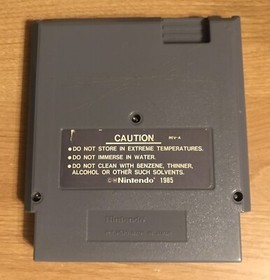 CAUTION REV-A
• DO NOT STORE IN EXTREME TEMPERATURES.
• DO NOT IMMERSE IN WATER.
• DO NOT CLEAN WITH BENZENE, THINNER,
ALCOHOL OR OTHER SUCH SOLVENTS.
©® Nintendo® 1985
Nintendo